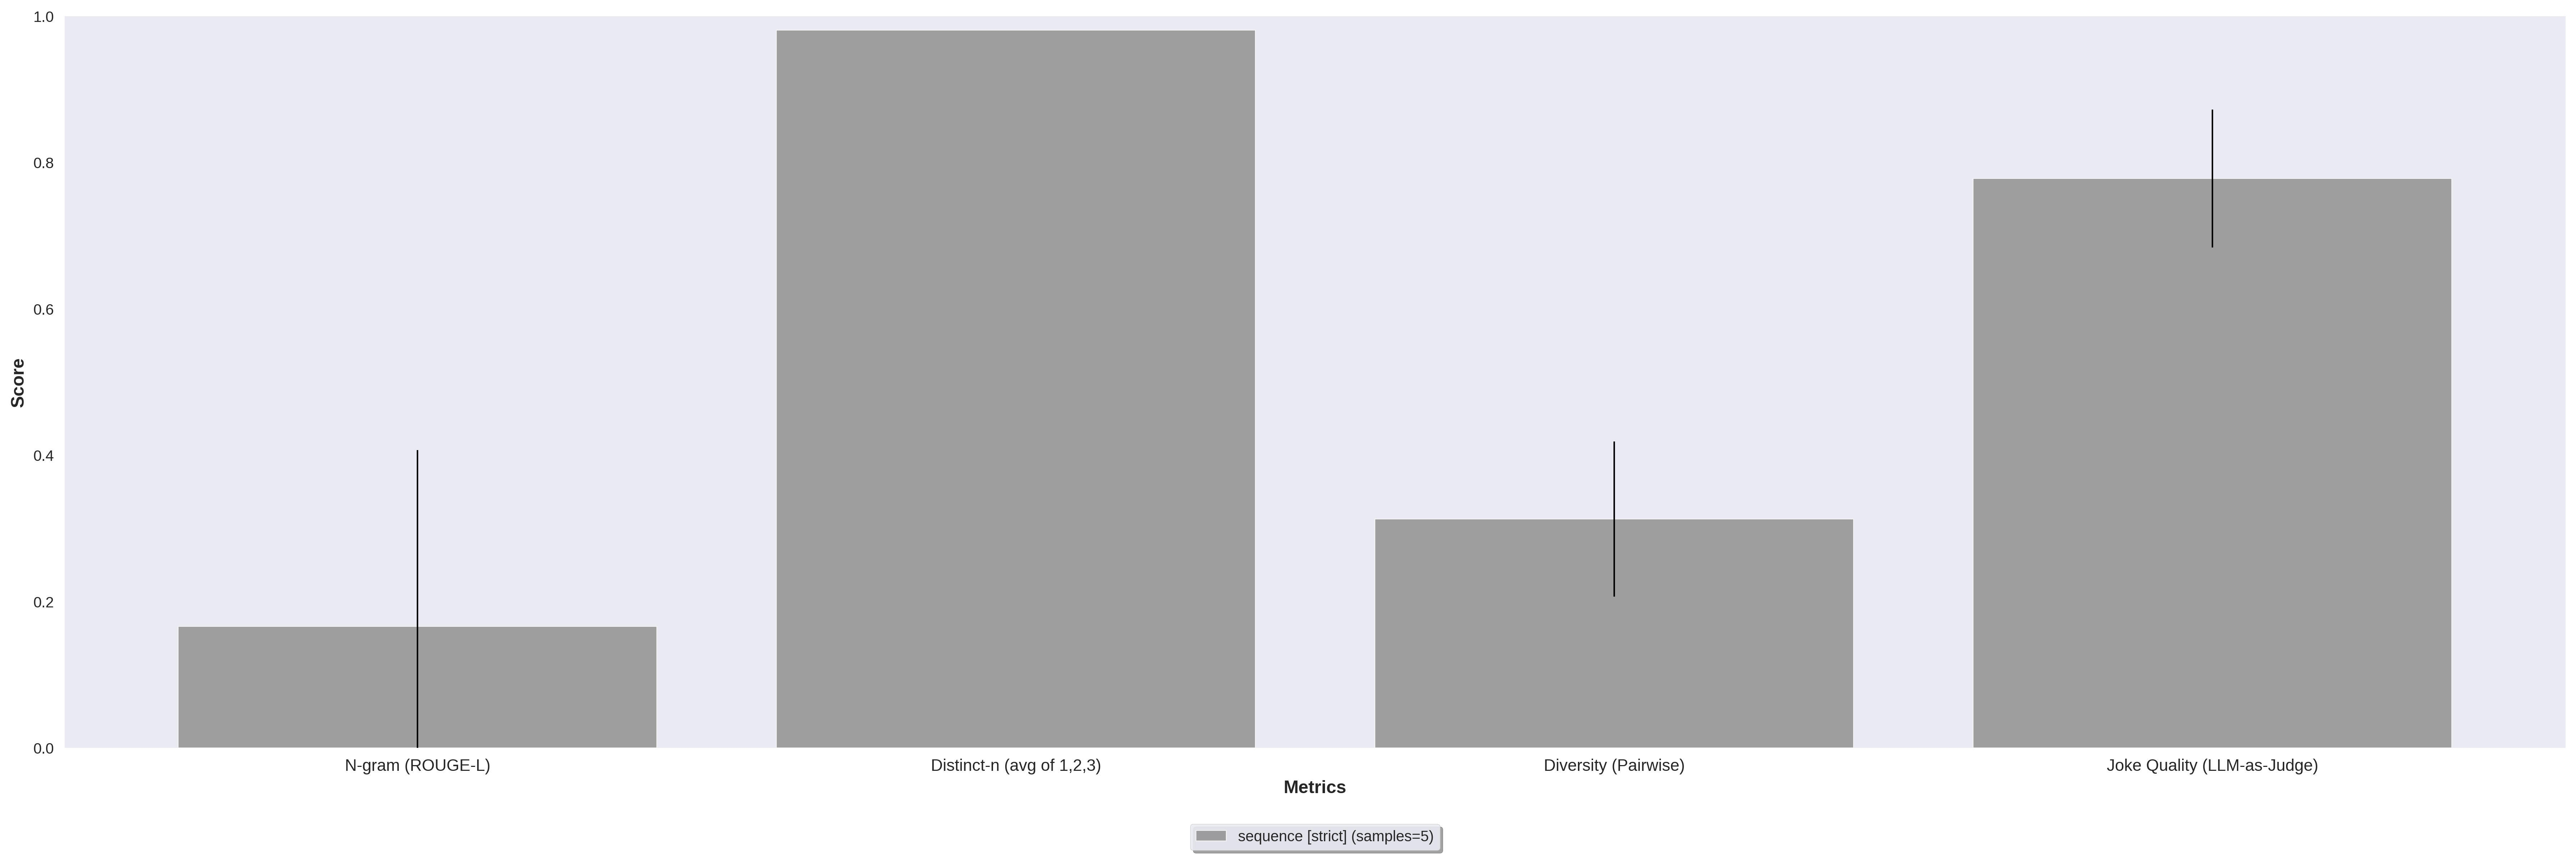 1.0
0.8
0.6
0.4
0.2
0.0
Score
N-gram (ROUGE-L)
Distinct-n (avg of 1,2,3)
Diversity (Pairwise)
Joke Quality (LLM-as-Judge)
Metrics
sequence [strict] (samples=5)